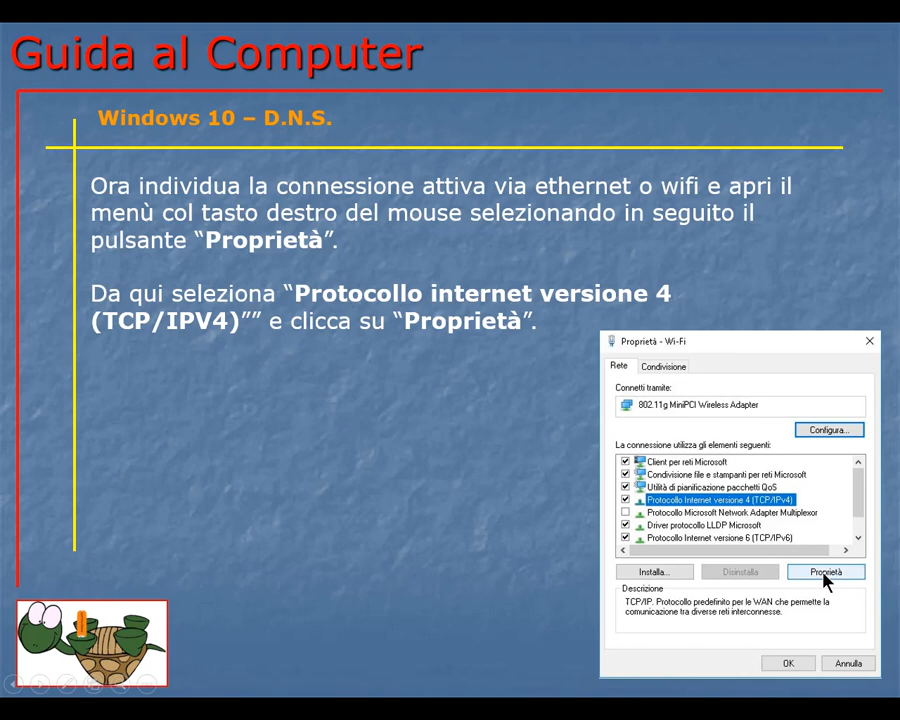 Guida al Computer
Windows 10 – D.N.S.
Ora individua la connessione attiva via ethernet o wifi e apri il
menù col tasto destro del mouse selezionando in seguito il
pulsante “Proprietà”.
Da qui seleziona “Protocollo internet versione 4
(TCP/IPV4)”” e clicca su “Proprietà”.
Proprietà - Wi-Fi
Rete
Condivisione
Connetti tramite:
802.11g MiniPCI Wireless Adapter
Configura...
La connessione utilizza gli elementi seguenti:
Client per reti Microsoft
Condivisione file e stampanti per reti Microsoft
Utilità di pianificazione pacchetti QoS
Protocollo Internet versione 4 (TCP/IPv4)
Protocollo Microsoft Network Adapter Multiplexor
Driver protocollo LLDP Microsoft
Protocollo Internet versione 6 (TCP/IPv6)
Installa...
Disinstalla
Proprietà
Descrizione
TCP/IP. Protocollo predefinito per le WAN che permette la
comunicazione tra diverse reti interconnesse.
OK
Annulla